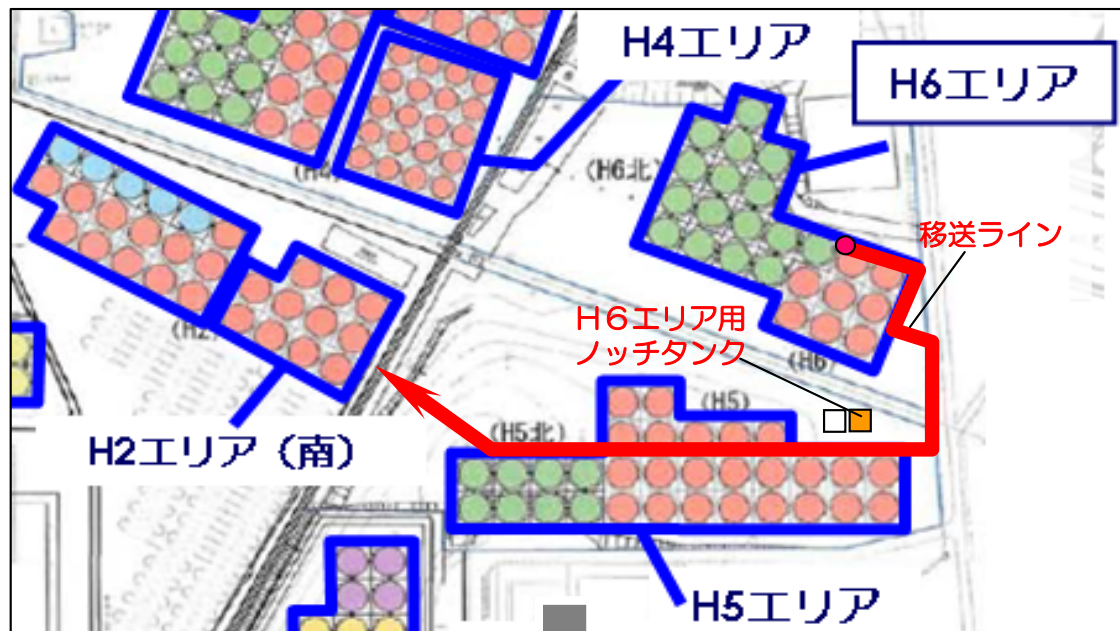 H4エリア
H6エリア
(H4)
(H6北)
移送ライン
H6エリア用
ノッチタンク
(H2)
(H6)
(H5)
(H5北)
H2エリア（南）
H5エリア